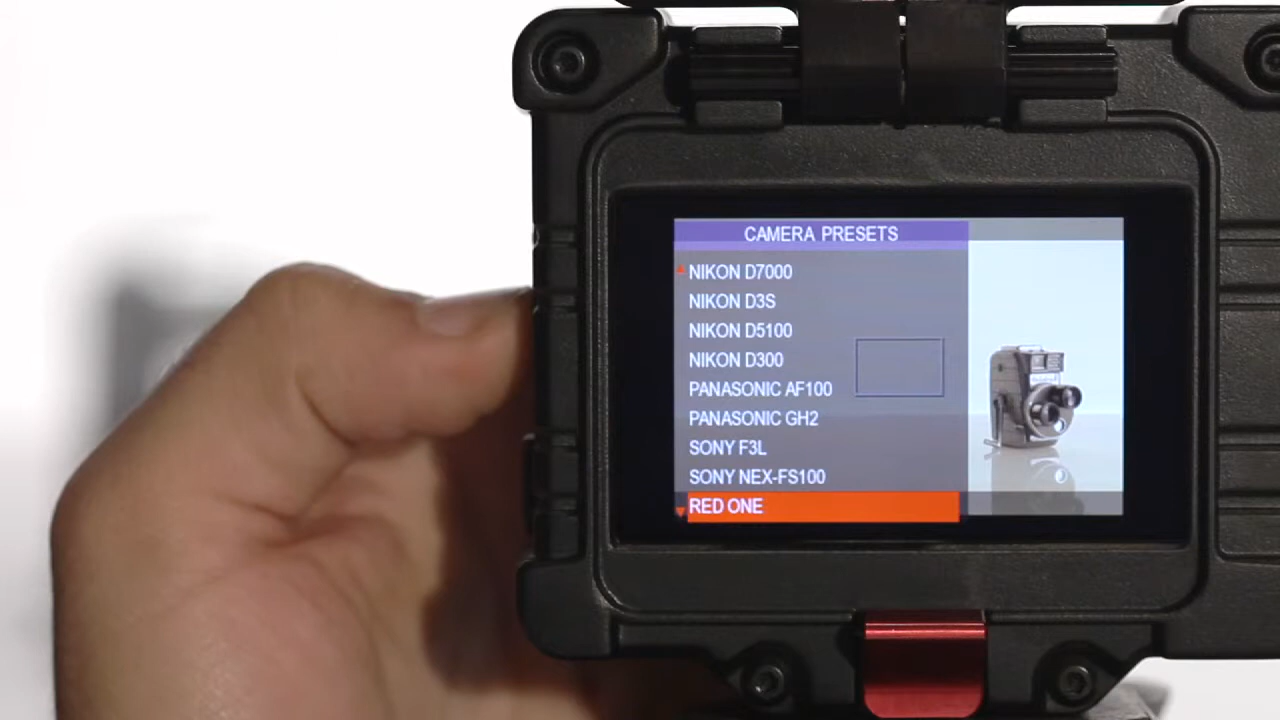 CAMERA PRESETS
NIKON D7000
NIKON D3S
NIKON D5100
NIKON D300
PANASONIC AF100
PANASONIC GH2
SONY F3L
SONY NEX-FS100
RED ONE